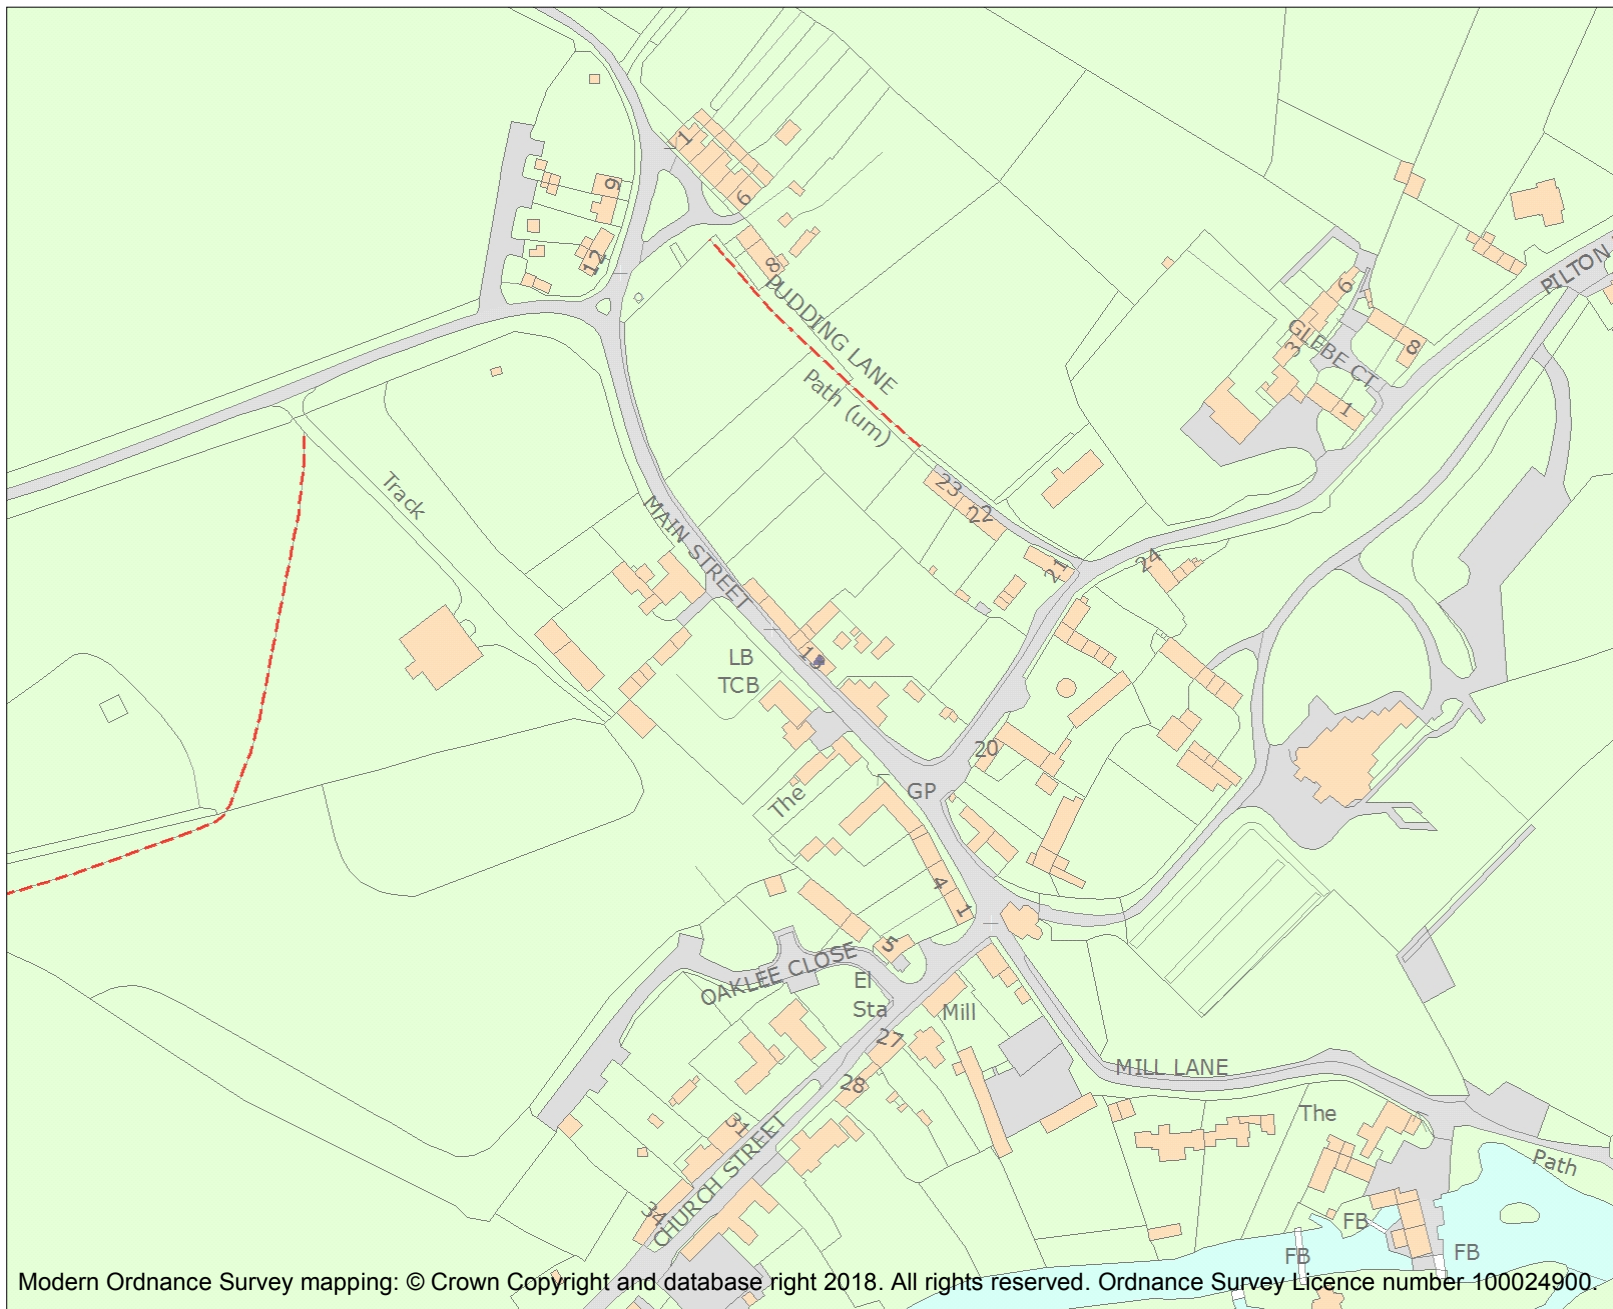 1
6
9
12
8
PUDDING LANE
Path (um)
PILTON
6
GLEBE CT
3
8
1
Track
23
22
MAIN STREET
21
24
13
LB
TCB
20
GP
The
4
1
5
OAKLEE CLOSE
El
Sta
Mill
27
28
MILL LANE
The
31
Path
34
CHURCH STREET
FB
FB
FB
Modern Ordnance Survey mapping: © Crown Copyright and database right 2018. All rights reserved. Ordnance Survey Licence number 100024900.